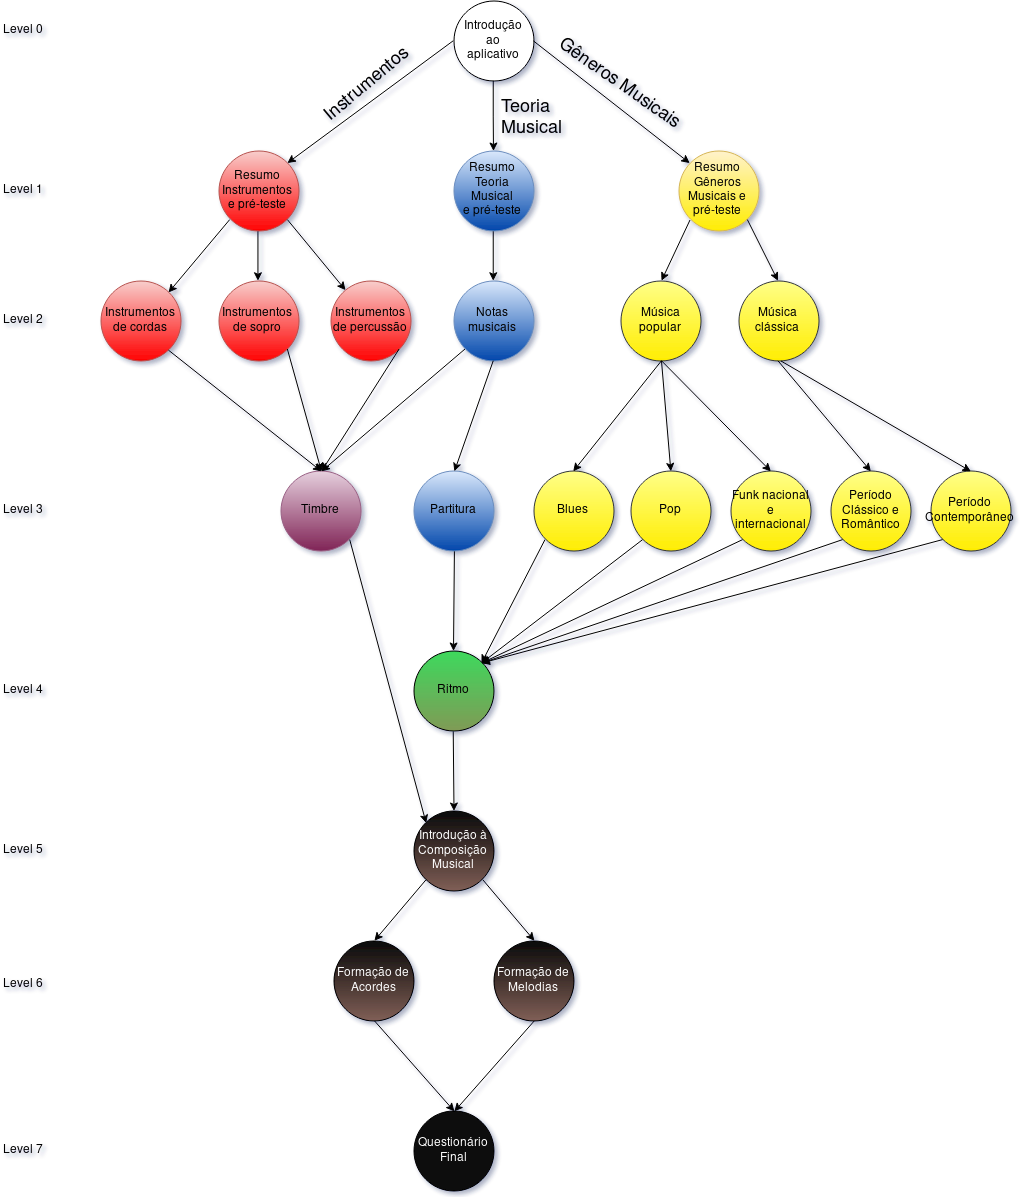 Level 0
Introdução
ao
aplicativo
Instrumentos
Teoria
Musical
Gêneros Musicais
Level 1
Resumo
Instrumentos
e pré-teste
Resumo
Teoria
Musical
e pré-teste
Resumo
Gêneros
Musicais e
pré-teste
Level 2
Instrumentos
de cordas
Instrumentos
de sopro
Instrumentos
de percussão
Notas
musicais
Música
popular
Música
clássica
Level 3
Timbre
Partitura
Blues
Pop
Funk nacional
e
internacional
Período
Clássico e
Romântico
Período
Contemporâneo
Level 4
Ritmo
Level 5
Introdução à
Composição
Musical
Level 6
Formação de
Acordes
Formação de
Melodias
Level 7
Questionário
Final